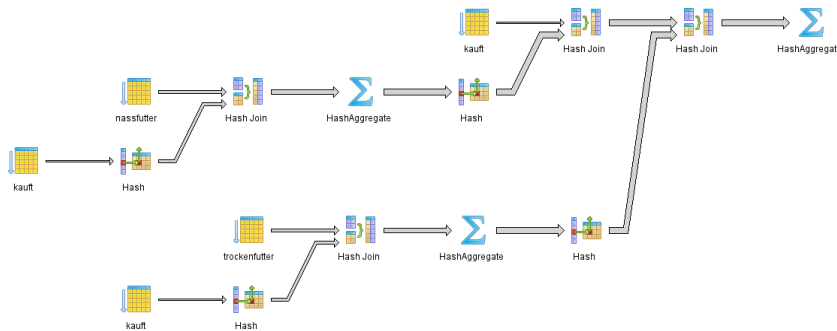 kauft
Hash Join
Hash Join
HashAggregat
nassfutter
Hash Join
HashAggregate
Hash
kauft
Hash
trockenfutter
Hash Join
HashAggregate
Hash
kauft
Hash